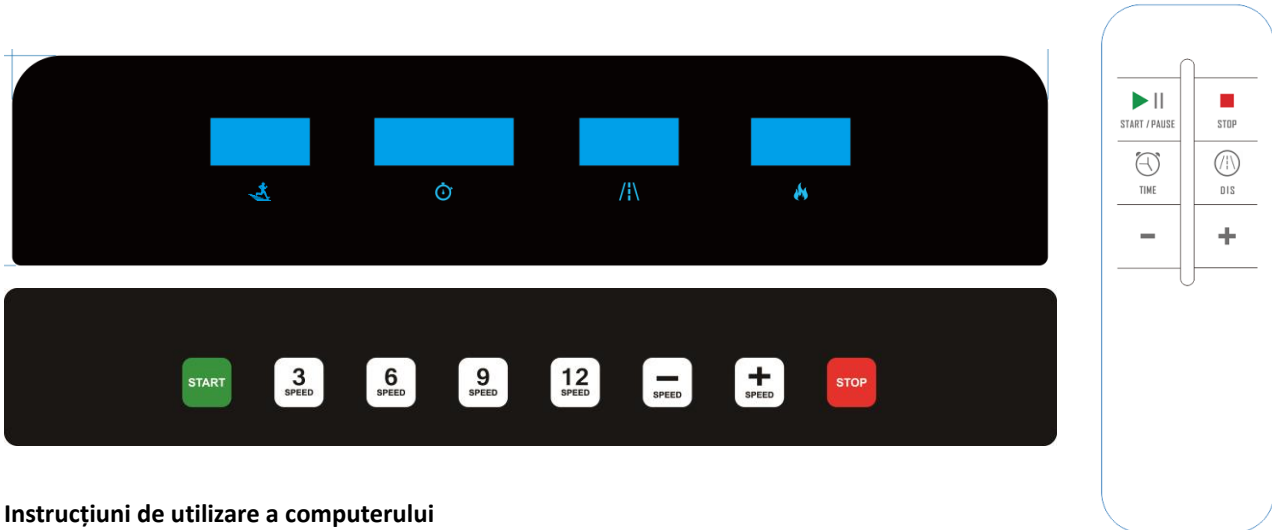 START / PAUSE STOP
TIME DIS
- +
START 3 SPEED 6 SPEED 9 SPEED 12 SPEED - SPEED + SPEED STOP
Instrucțiuni de utilizare a computerului